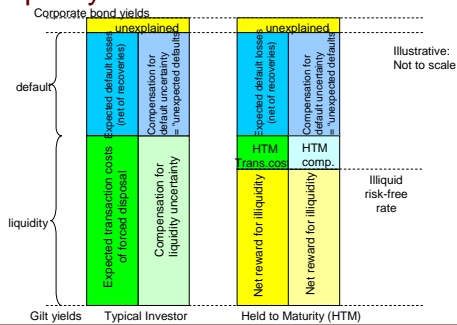 Corporate bond yields
unexplained
unexplained
Illustrative:
Not to scale
default
Expected default losses
(net of recoveries)
Compensation for
default uncertainty
= "unexpected defaults
Expected default losses
(net of recoveries)
Compensation for
default uncertainty
= "unexpected defaults
HTM
Trans.cos
HTM
comp.
Illiquid
risk-free
rate
liquidity
Expected transaction costs
of forced disposal
Compensation for
liquidity uncertainty
Net reward for illiquidity
Net reward for illiquidity
Gilt yields
Typical Investor
Held to Maturity (HTM)